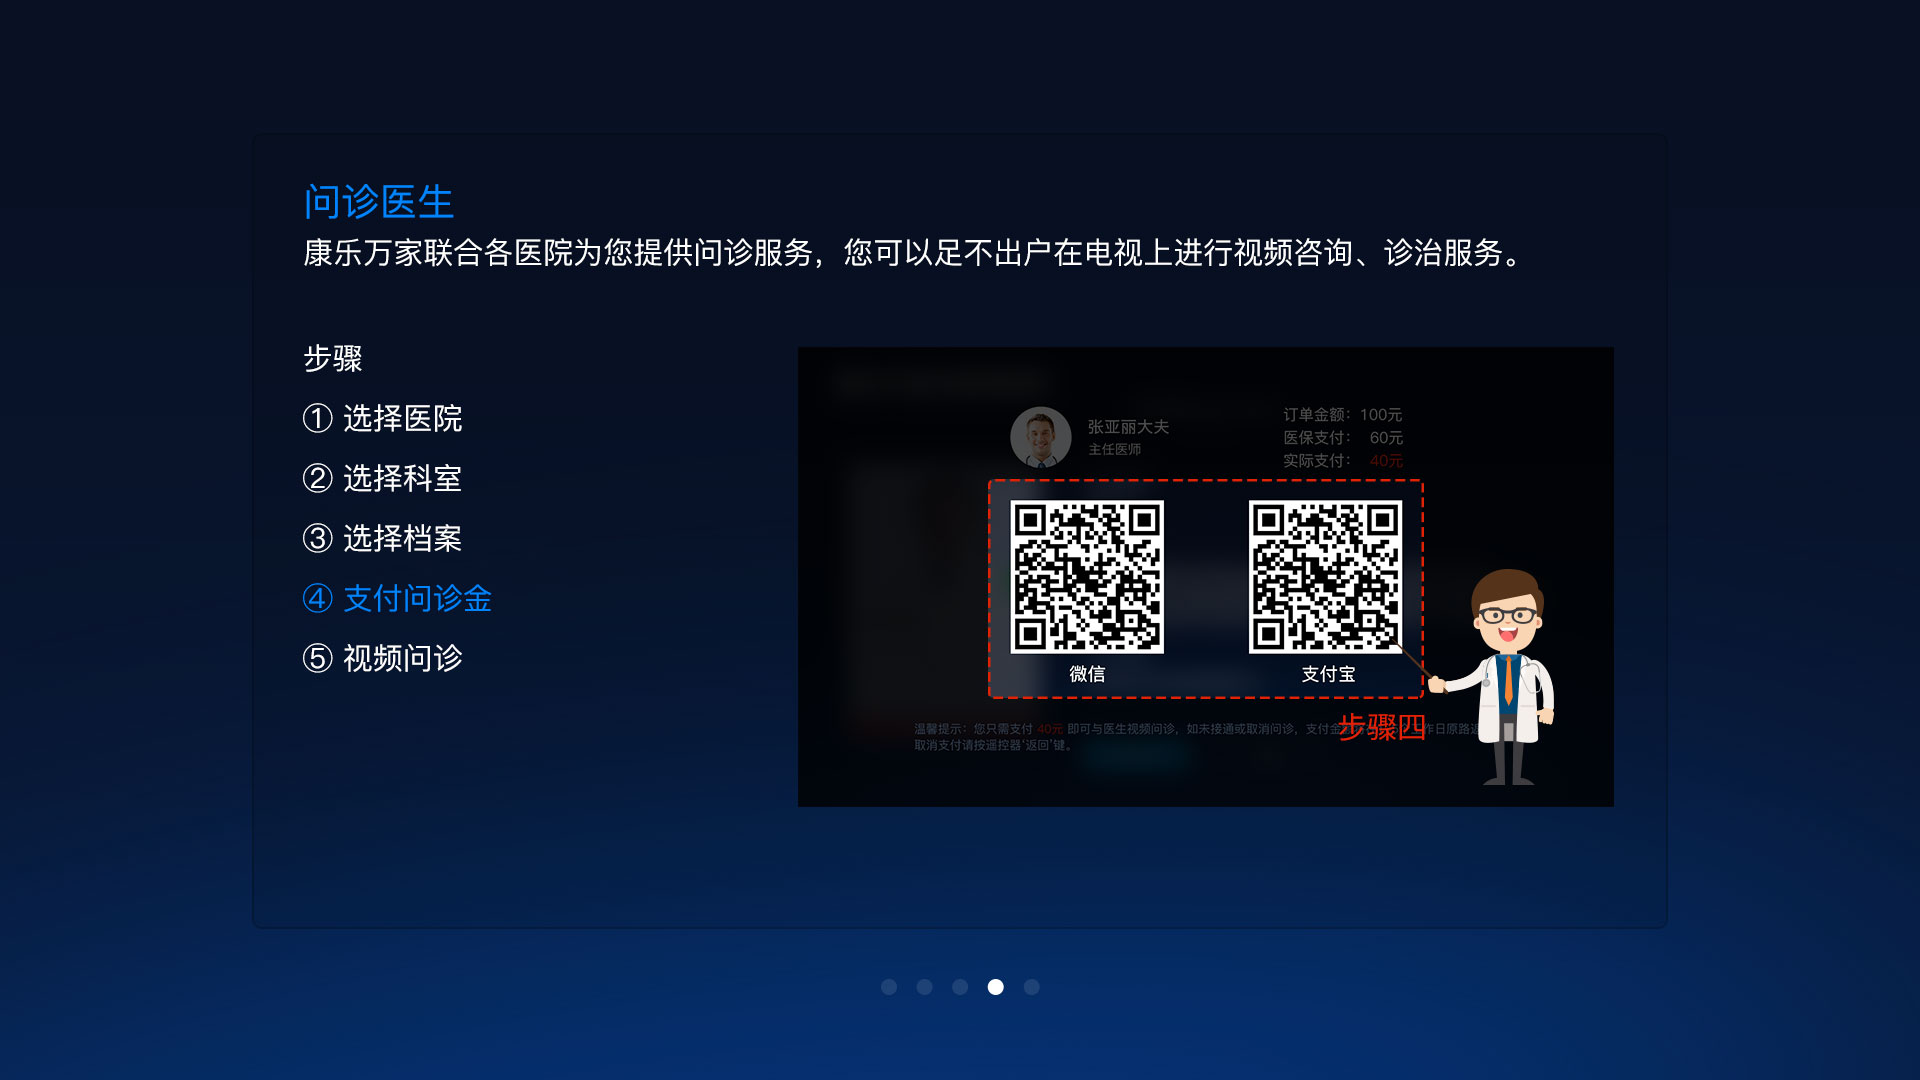 问诊医生
康乐万家联合各医院为您提供问诊服务，您可以足不出户在电视上进行视频咨询、诊治服务。
步骤
① 选择医院
② 选择科室
③ 选择档案
④ 支付问诊金
⑤ 视频问诊
张亚丽大夫
主任医师
订单金额：100元
医保支付： 60元
实际支付： 40元
微信
支付宝
步骤四
温馨提示：您只需支付 40元 即可与医生视频问诊，如未接通或取消问诊，支付金
作日原路
取消支付请按遥控器‘返回’键。